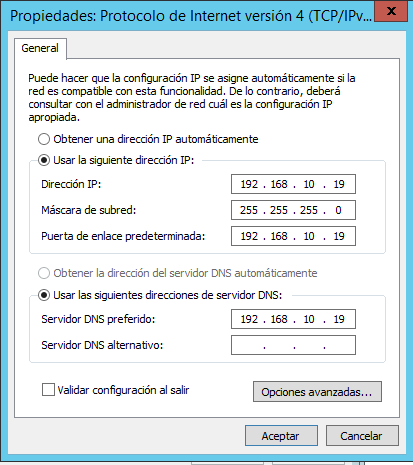 Propiedades: Protocolo de Internet versión 4 (TCP/IPv...
x
General
Puede hacer que la configuración IP se asigne automáticamente si la
red es compatible con esta funcionalidad. De lo contrario, deberá
consultar con el administrador de red cuál es la configuración IP
apropiada.
Obtener una dirección IP automáticamente
Usar la siguiente dirección IP:
Dirección IP: 192 . 168 . 10 . 19
Máscara de subred: 255 . 255 . 255 . 0
Puerta de enlace predeterminada: 192 . 168 . 10 . 19
Obtener la dirección del servidor DNS automáticamente
Usar las siguientes direcciones de servidor DNS:
Servidor DNS preferido: 192 . 168 . 10 . 19
Servidor DNS alternativo: . . .
Validar configuración al salir
Opciones avanzadas...
Aceptar
Cancelar